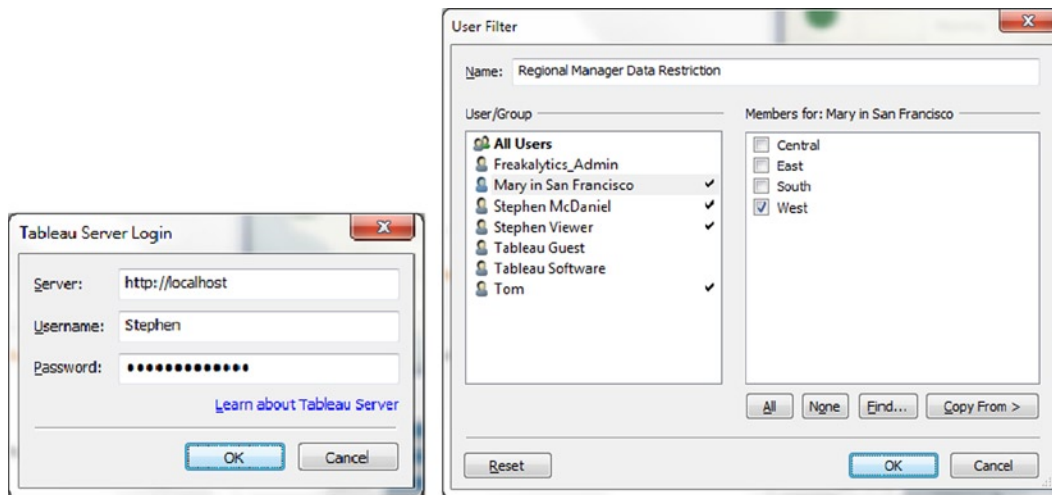 Tableau Server Login
Server: http://localhost
Username: Stephen
Password: •••••••••••••
Learn about Tableau Server
OK Cancel
User Filter
Name: Regional Manager Data Restriction
User/Group
All Users
Freakalytics_Admin
Mary in San Francisco
Stephen McDaniel
Stephen Viewer
Tableau Guest
Tableau Software
Tom
Members for: Mary in San Francisco
Central
East
South
West
All None Find... Copy From >
Reset OK Cancel